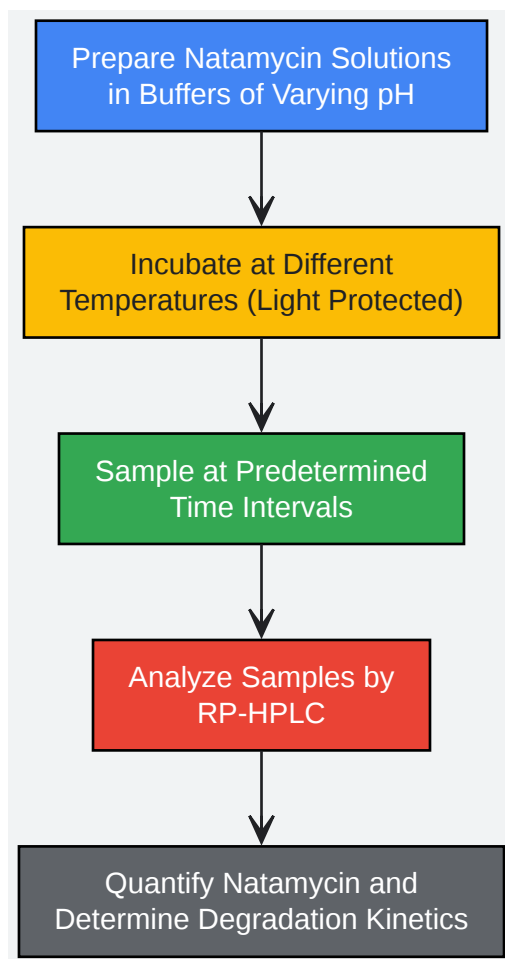 Prepare Natamycin Solutions
in Buffers of Varying pH
Incubate at Different
Temperatures (Light Protected)
Sample at Predetermined
Time Intervals
Analyze Samples by
RP-HPLC
Quantify Natamycin and
Determine Degradation Kinetics